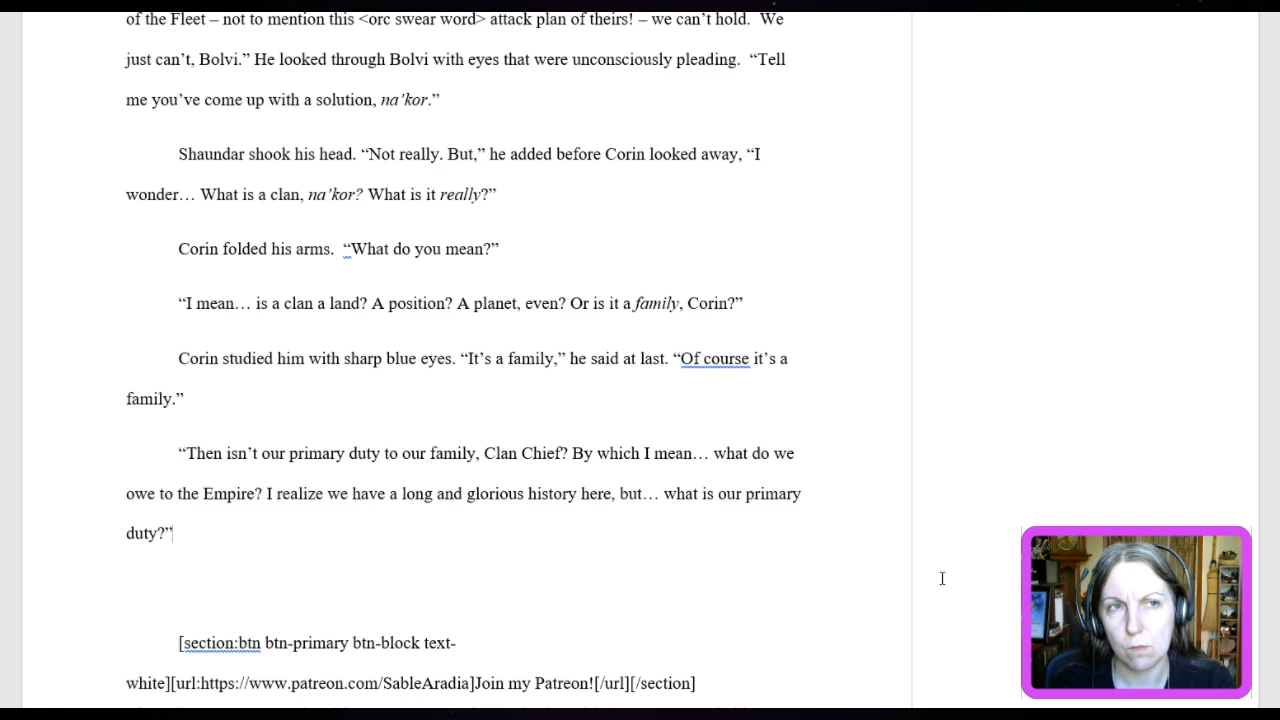 of the Fleet – not to mention this <orc swear word> attack plan of theirs! – we can’t hold.  We
just can’t, Bolvi.” He looked through Bolvi with eyes that were unconsciously pleading.  “Tell
me you’ve come up with a solution, na’kor.”
Shaundar shook his head. “Not really. But,” he added before Corin looked away, “I
wonder… What is a clan, na’kor? What is it really?”
Corin folded his arms.  “What do you mean?”
“I mean… is a clan a land? A position? A planet, even? Or is it a family, Corin?”
Corin studied him with sharp blue eyes. “It’s a family,” he said at last. “Of course it’s a
family.”
“Then isn’t our primary duty to our family, Clan Chief? By which I mean… what do we
owe to the Empire? I realize we have a long and glorious history here, but… what is our primary
duty?”
[section:btn btn-primary btn-block text-
white][url:https://www.patreon.com/SableAradia]Join my Patreon![/url][/section]